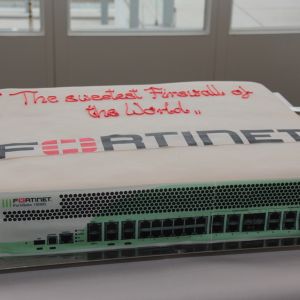 " The sweetest Firewall of
the World "
FORTINET
FORTINET